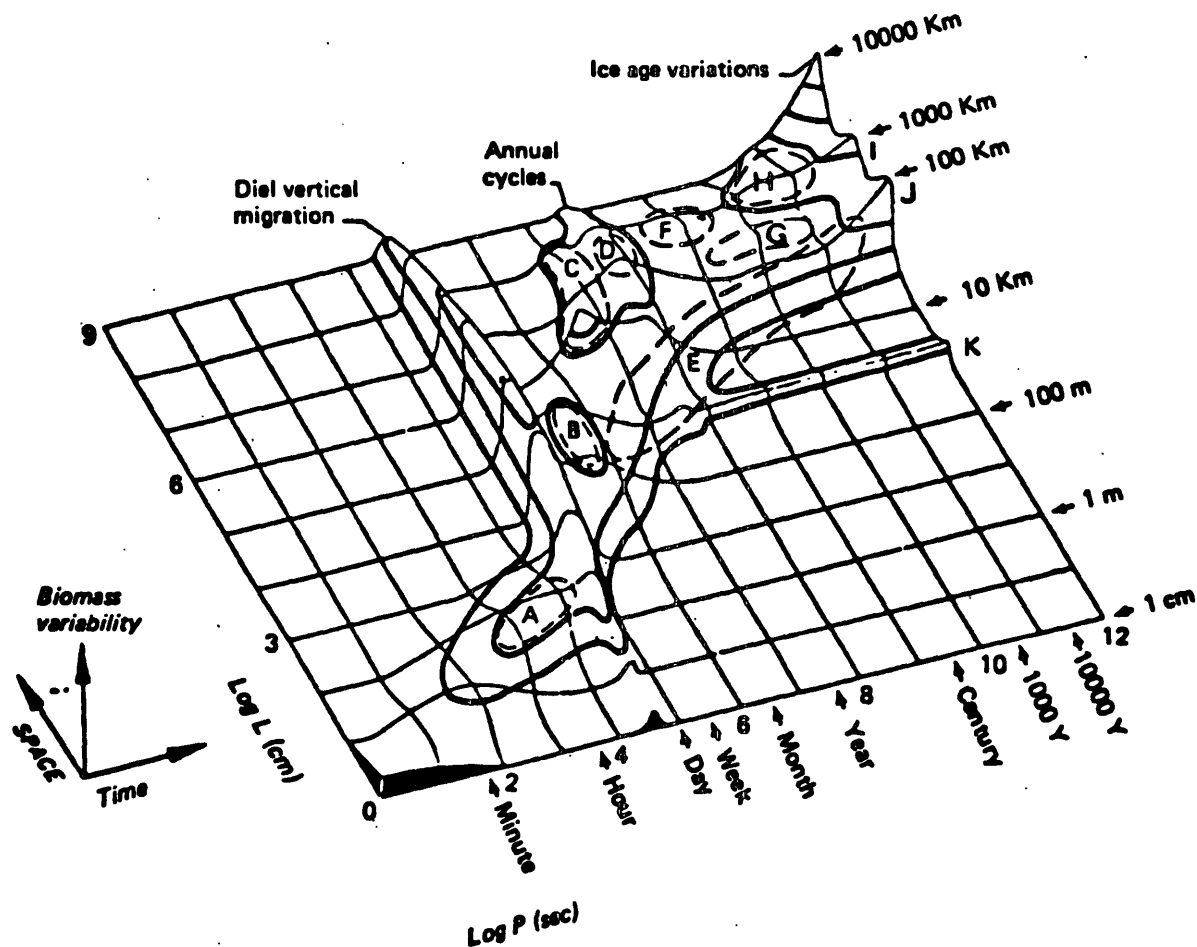 10000 Km
Ice age variations
1000 Km
I
Annual
cycles
100 Km
Diel vertical
migration
H
J
F
G
D
C
10 Km
9
K
E
100 m
B
6
1 m
Biomass
variability
A
1 cm
12
3
10
10000 Y
1000 Y
Log L (cm)
Century
8
Year
6
Month
SPACE
Week
Day
Time
4
Hour
0
2
Minute
Log P (sec)